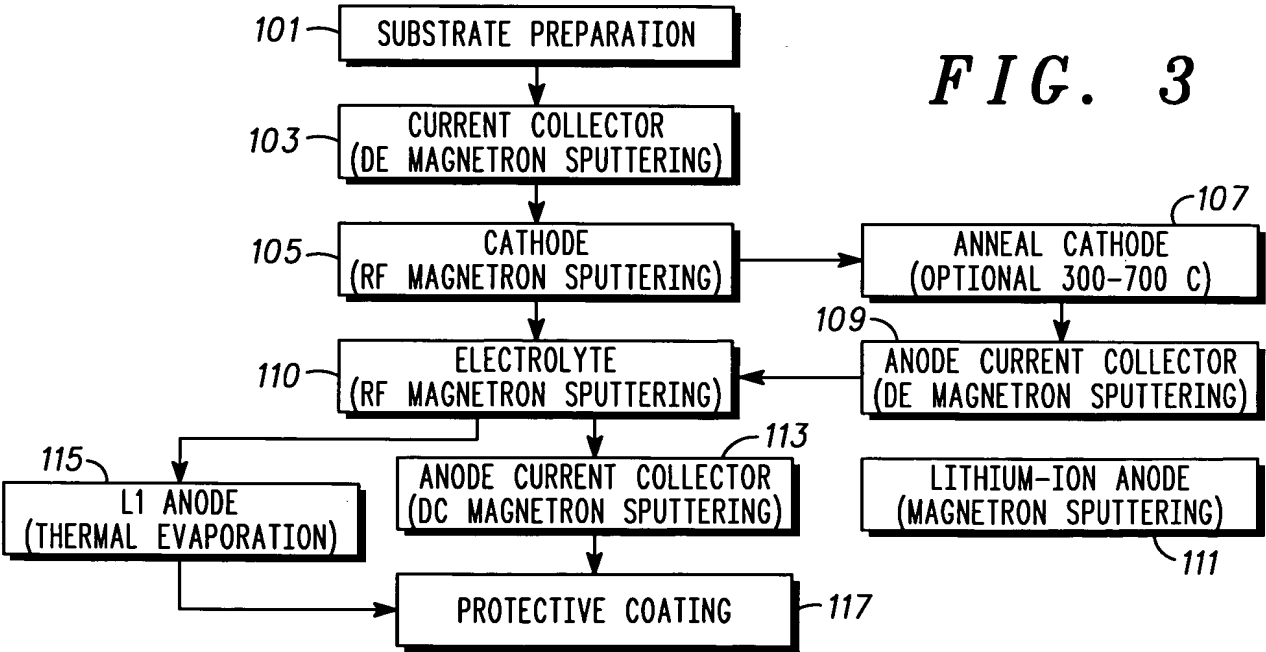 FIG. 3
101
SUBSTRATE PREPARATION
103
CURRENT COLLECTOR
(DE MAGNETRON SPUTTERING)
105
CATHODE
(RF MAGNETRON SPUTTERING)
107
ANNEAL CATHODE
(OPTIONAL 300-700 C)
109
ANODE CURRENT COLLECTOR
(DE MAGNETRON SPUTTERING)
110
ELECTROLYTE
(RF MAGNETRON SPUTTERING)
115
L1 ANODE
(THERMAL EVAPORATION)
113
ANODE CURRENT COLLECTOR
(DC MAGNETRON SPUTTERING)
LITHIUM-ION ANODE
(MAGNETRON SPUTTERING)
111
PROTECTIVE COATING
117